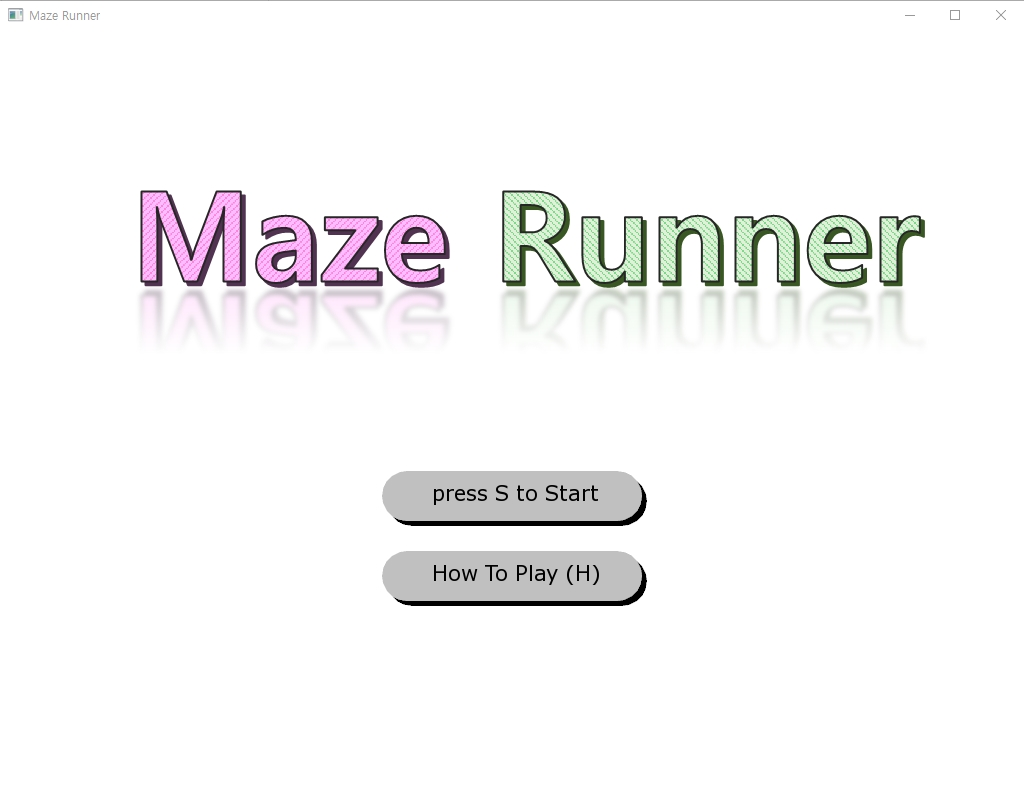 Maze Runner
Maze Runner
press S to Start
How To Play (H)